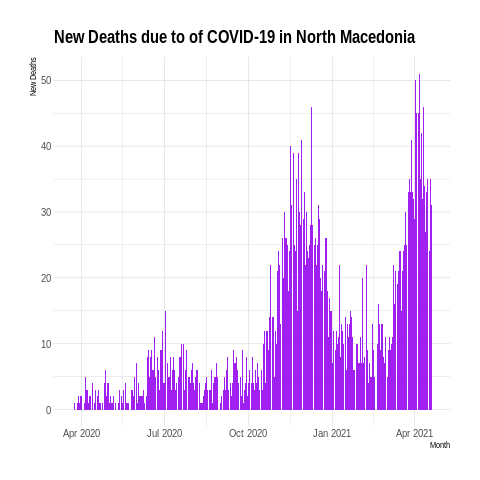 New Deaths due to of COVID-19 in North Macedonia
New Deaths
50
40
30
20
10
0
Apr 2020 Jul 2020 Oct 2020 Jan 2021 Apr 2021
Month